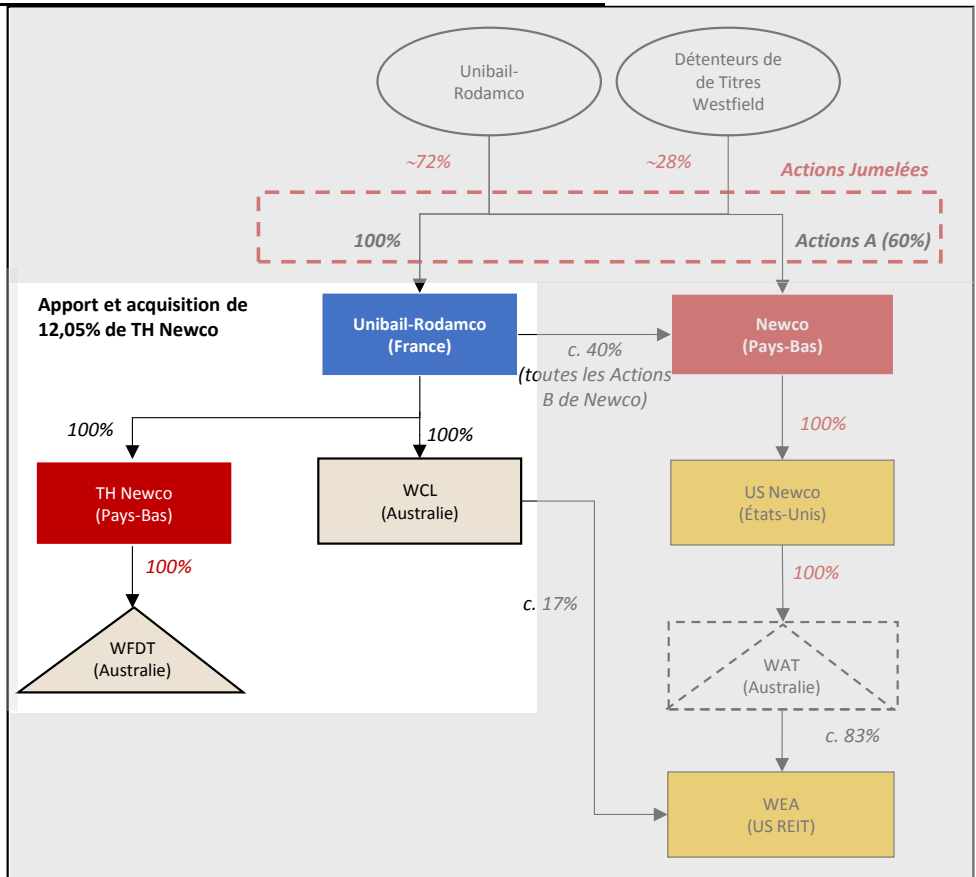 Unibail-
Rodamco
Détenteurs de
de Titres
Westfield
~72%
~28%
Actions Jumelées
100%
Actions A (60%)
Apport et acquisition de
12,05% de TH Newco
Unibail-Rodamco
(France)
Newco
(Pays-Bas)
c. 40%
(toutes les Actions
B de Newco)
100%
100%
100%
TH Newco
(Pays-Bas)
WCL
(Australie)
US Newco
(États-Unis)
100%
100%
c. 17%
WFDT
(Australie)
WAT
(Australie)
c. 83%
WEA
(US REIT)